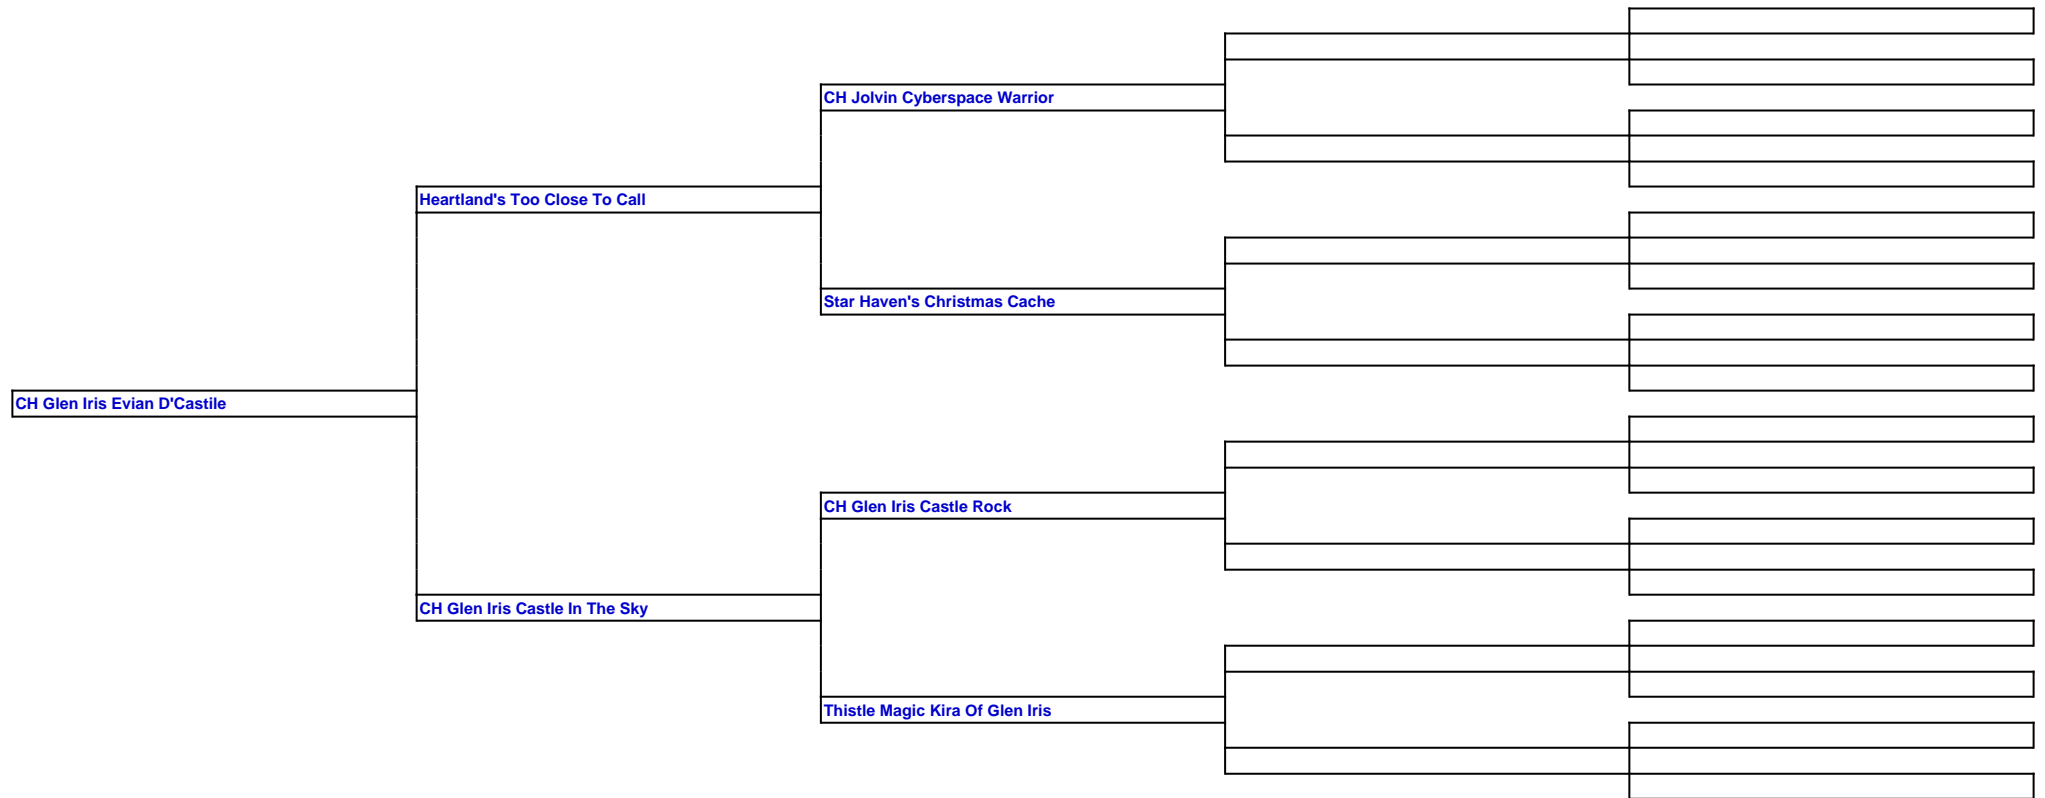 CH Jolvin Cyberspace Warrior
Heartland's Too Close To Call
Star Haven's Christmas Cache
CH Glen Iris Evian D'Castile
CH Glen Iris Castle Rock
CH Glen Iris Castle In The Sky
Thistle Magic Kira Of Glen Iris